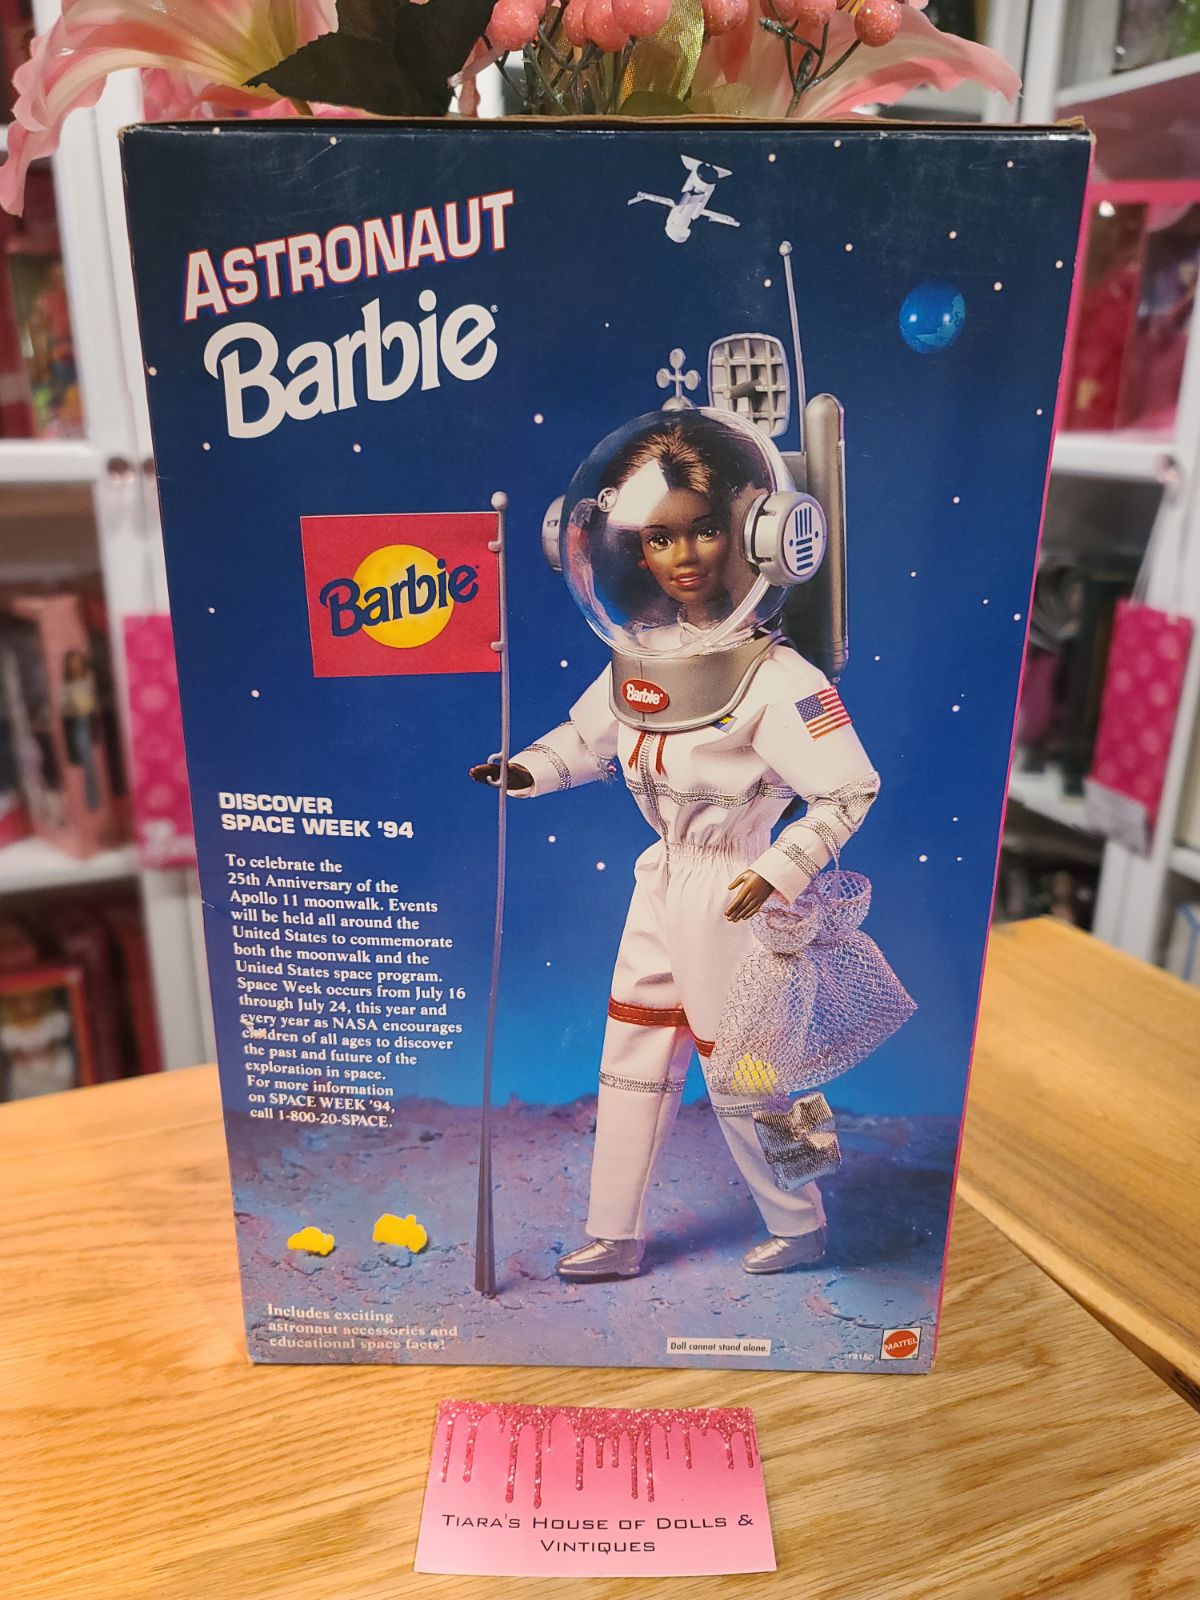 ASTRONAUT
Barbie
Barbie
Barbie
DISCOVER
SPACE WEEK '94
To celebrate the
25th Anniversary of the
Apollo 11 moonwalk. Events
will be held all around the
United States to commemorate
both the moonwalk and the
United States space program.
Space Week occurs from July 16
through July 24, this year and
every year as NASA encourages
children of all ages to discover
the past and future of the
exploration in space.
For more information
on SPACE WEEK '94,
call 1-800-20-SPACE.
Includes exciting
astronaut accessories and
educational space facts!
Doll cannot stand alone.
12150
MATTEL
TIARA'S HOUSE OF DOLLS &
VINTIQUES